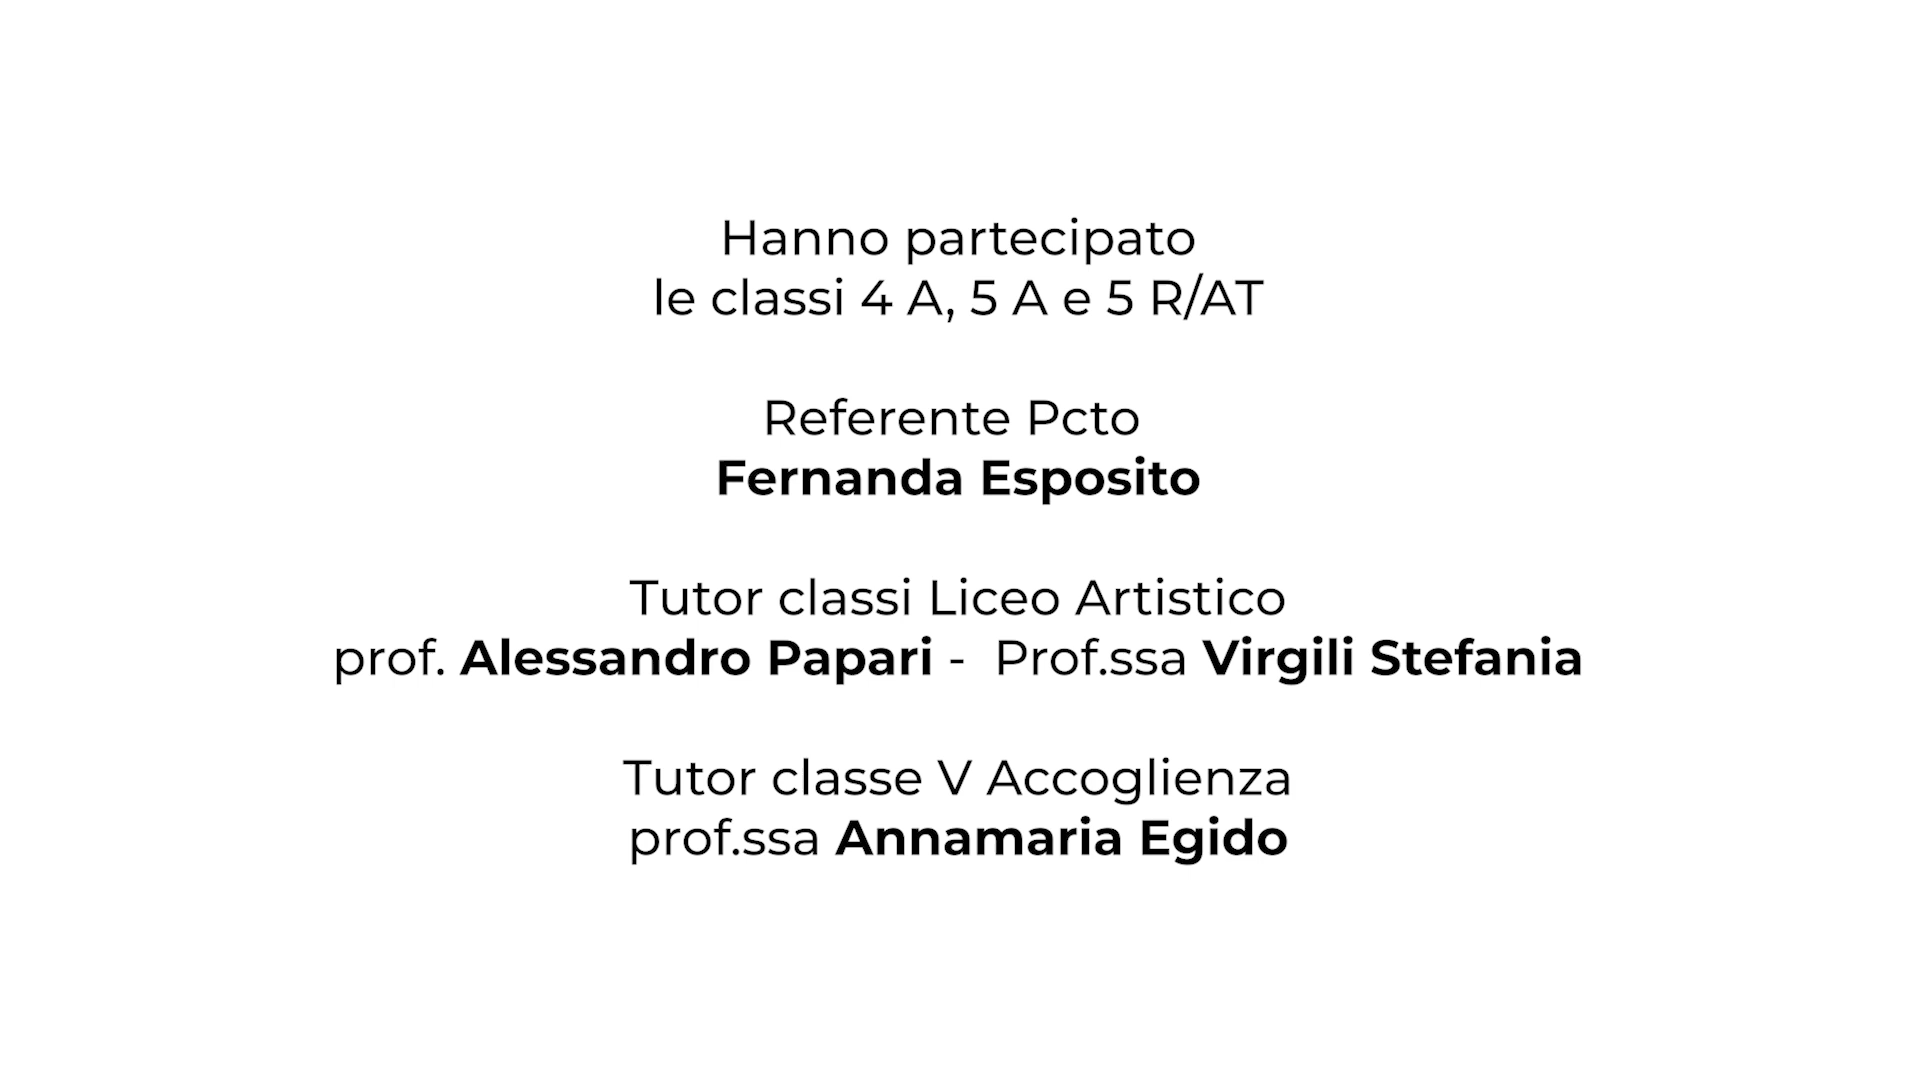 Hanno partecipato
le classi 4 A, 5 A e 5 R/AT
Referente Pcto
Fernanda Esposito
Tutor classi Liceo Artistico
prof. Alessandro Papari -  Prof.ssa Virgili Stefania
Tutor classe V Accoglienza
prof.ssa Annamaria Egido